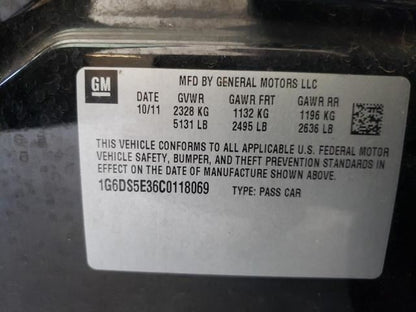 GM
MFD BY GENERAL MOTORS LLC
DATE GVWR GAWR FRT GAWR RR
10/11 2328 KG 1132 KG 1196 KG
5131 LB 2495 LB 2636 LB
THIS VEHICLE CONFORMS TO ALL APPLICABLE U.S. FEDERAL MOTOR
VEHICLE SAFETY, BUMPER, AND THEFT PREVENTION STANDARDS IN
EFFECT ON THE DATE OF MANUFACTURE SHOWN ABOVE.
1G6DS5E36C0118069 TYPE: PASS CAR